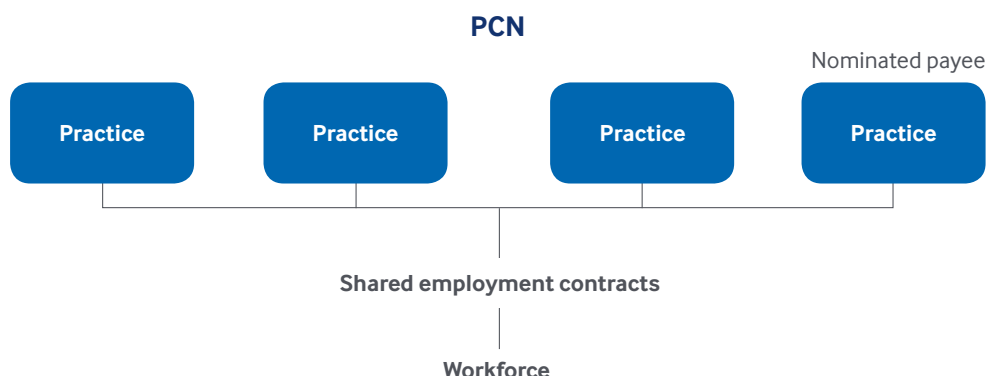 PCN
Nominated payee
Practice
Practice
Practice
Practice
Shared employment contracts
Workforce